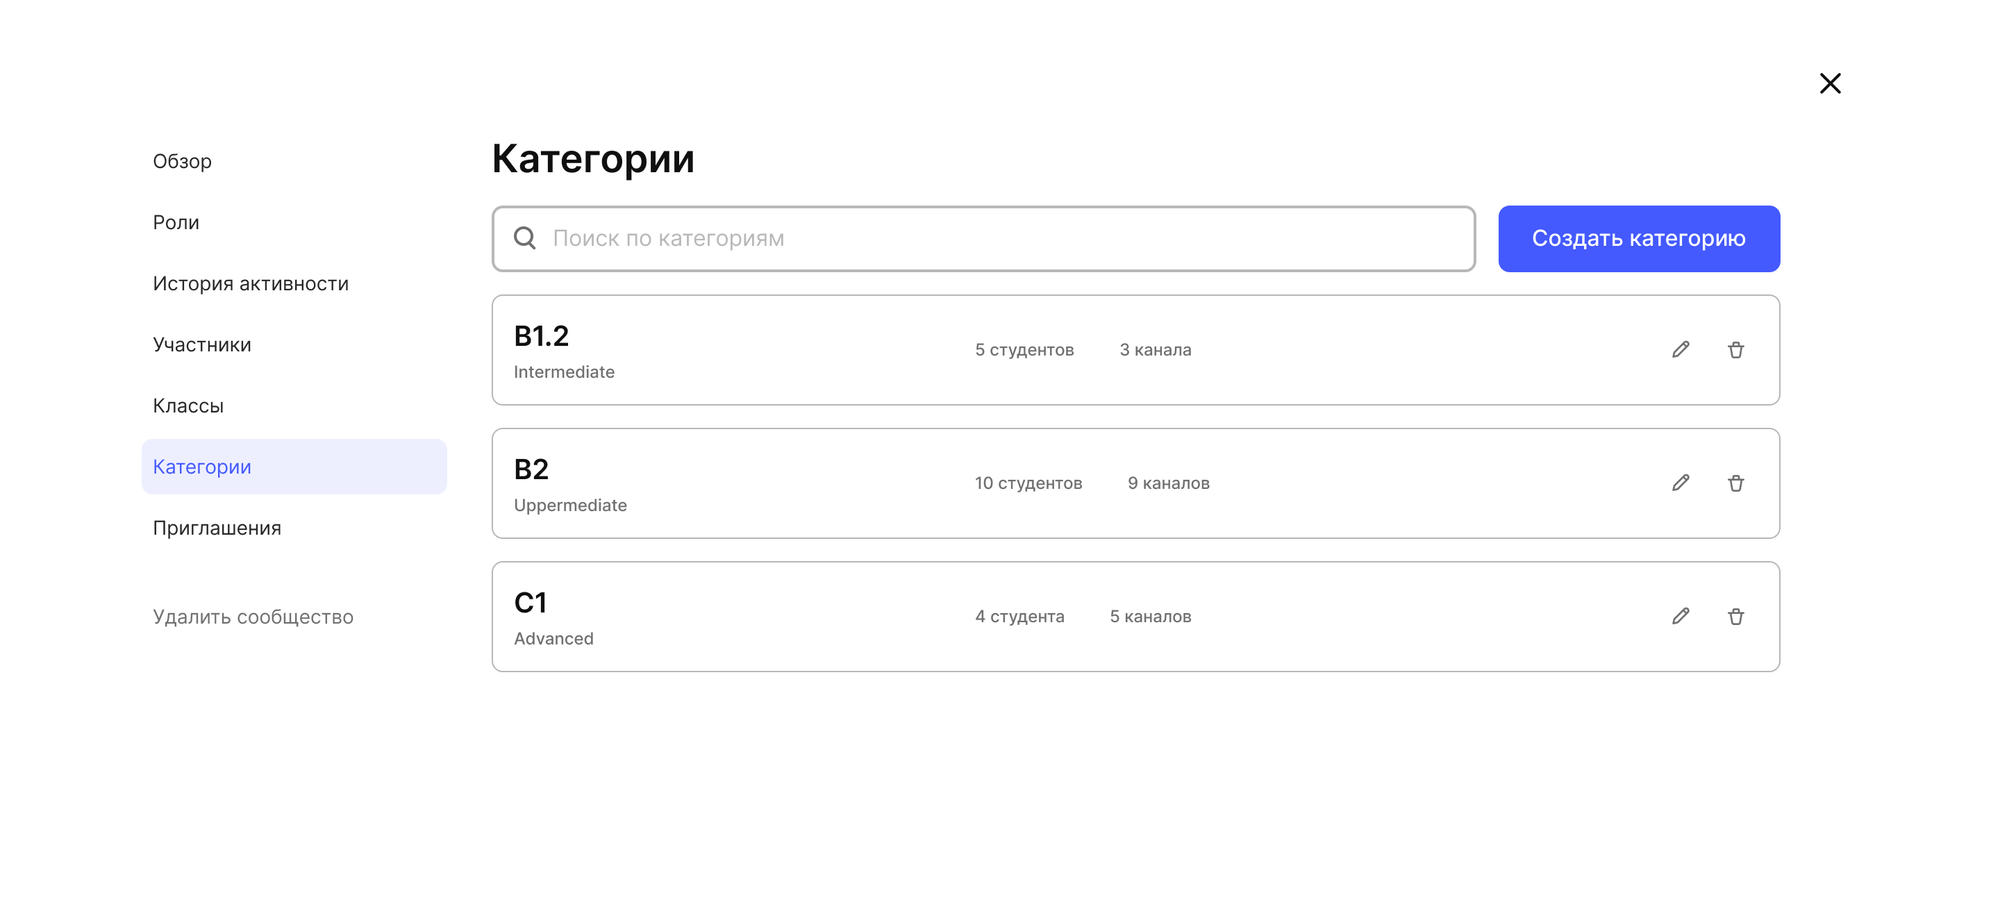 Обзор
Роли
История активности
Участники
Классы
Категории
Приглашения
Удалить сообщество
Категории
Поиск по категориям
Создать категорию
B1.2
Intermediate
5 студентов
3 канала
B2
Uppermediate
10 студентов
9 каналов
C1
Advanced
4 студента
5 каналов